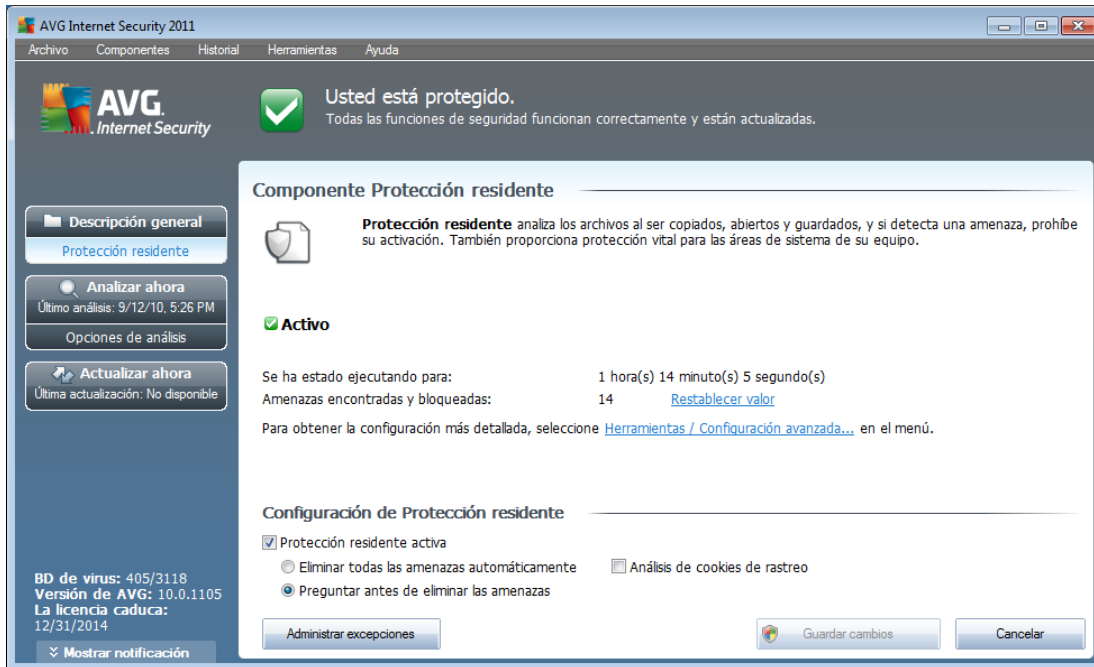 AVG Internet Security 2011
Archivo Componentes Historial Herramientas Ayuda
AVG.
Internet Security
Usted está protegido.
Todas las funciones de seguridad funcionan correctamente y están actualizadas.
Descripción general
Protección residente
Analizar ahora
Último análisis: 9/12/10, 5:26 PM
Opciones de análisis
Actualizar ahora
Última actualización: No disponible
BD de virus: 405/3118
Versión de AVG: 10.0.1105
La licencia caduca:
12/31/2014
Mostrar notificación
Componente Protección residente
Protección residente analiza los archivos al ser copiados, abiertos y guardados, y si detecta una amenaza, prohíbe
su activación. También proporciona protección vital para las áreas de sistema de su equipo.
Activo
Se ha estado ejecutando para: 1 hora(s) 14 minuto(s) 5 segundo(s)
Amenazas encontradas y bloqueadas: 14 Restablecer valor
Para obtener la configuración más detallada, seleccione Herramientas / Configuración avanzada... en el menú.
Configuración de Protección residente
Protección residente activa
Eliminar todas las amenazas automáticamente Análisis de cookies de rastreo
Preguntar antes de eliminar las amenazas
Administrar excepciones Guardar cambios Cancelar